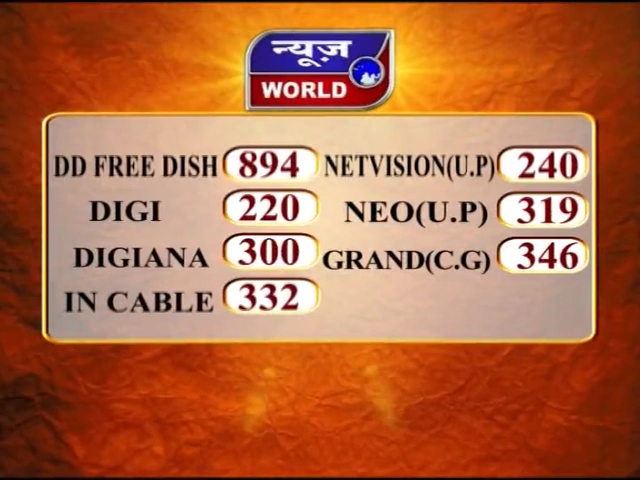 न्यूज़
WORLD
DD FREE DISH 894 NETVISION(U.P) 240
DIGI 220 NEO(U.P) 319
DIGIANA 300 GRAND(C.G) 346
IN CABLE 332